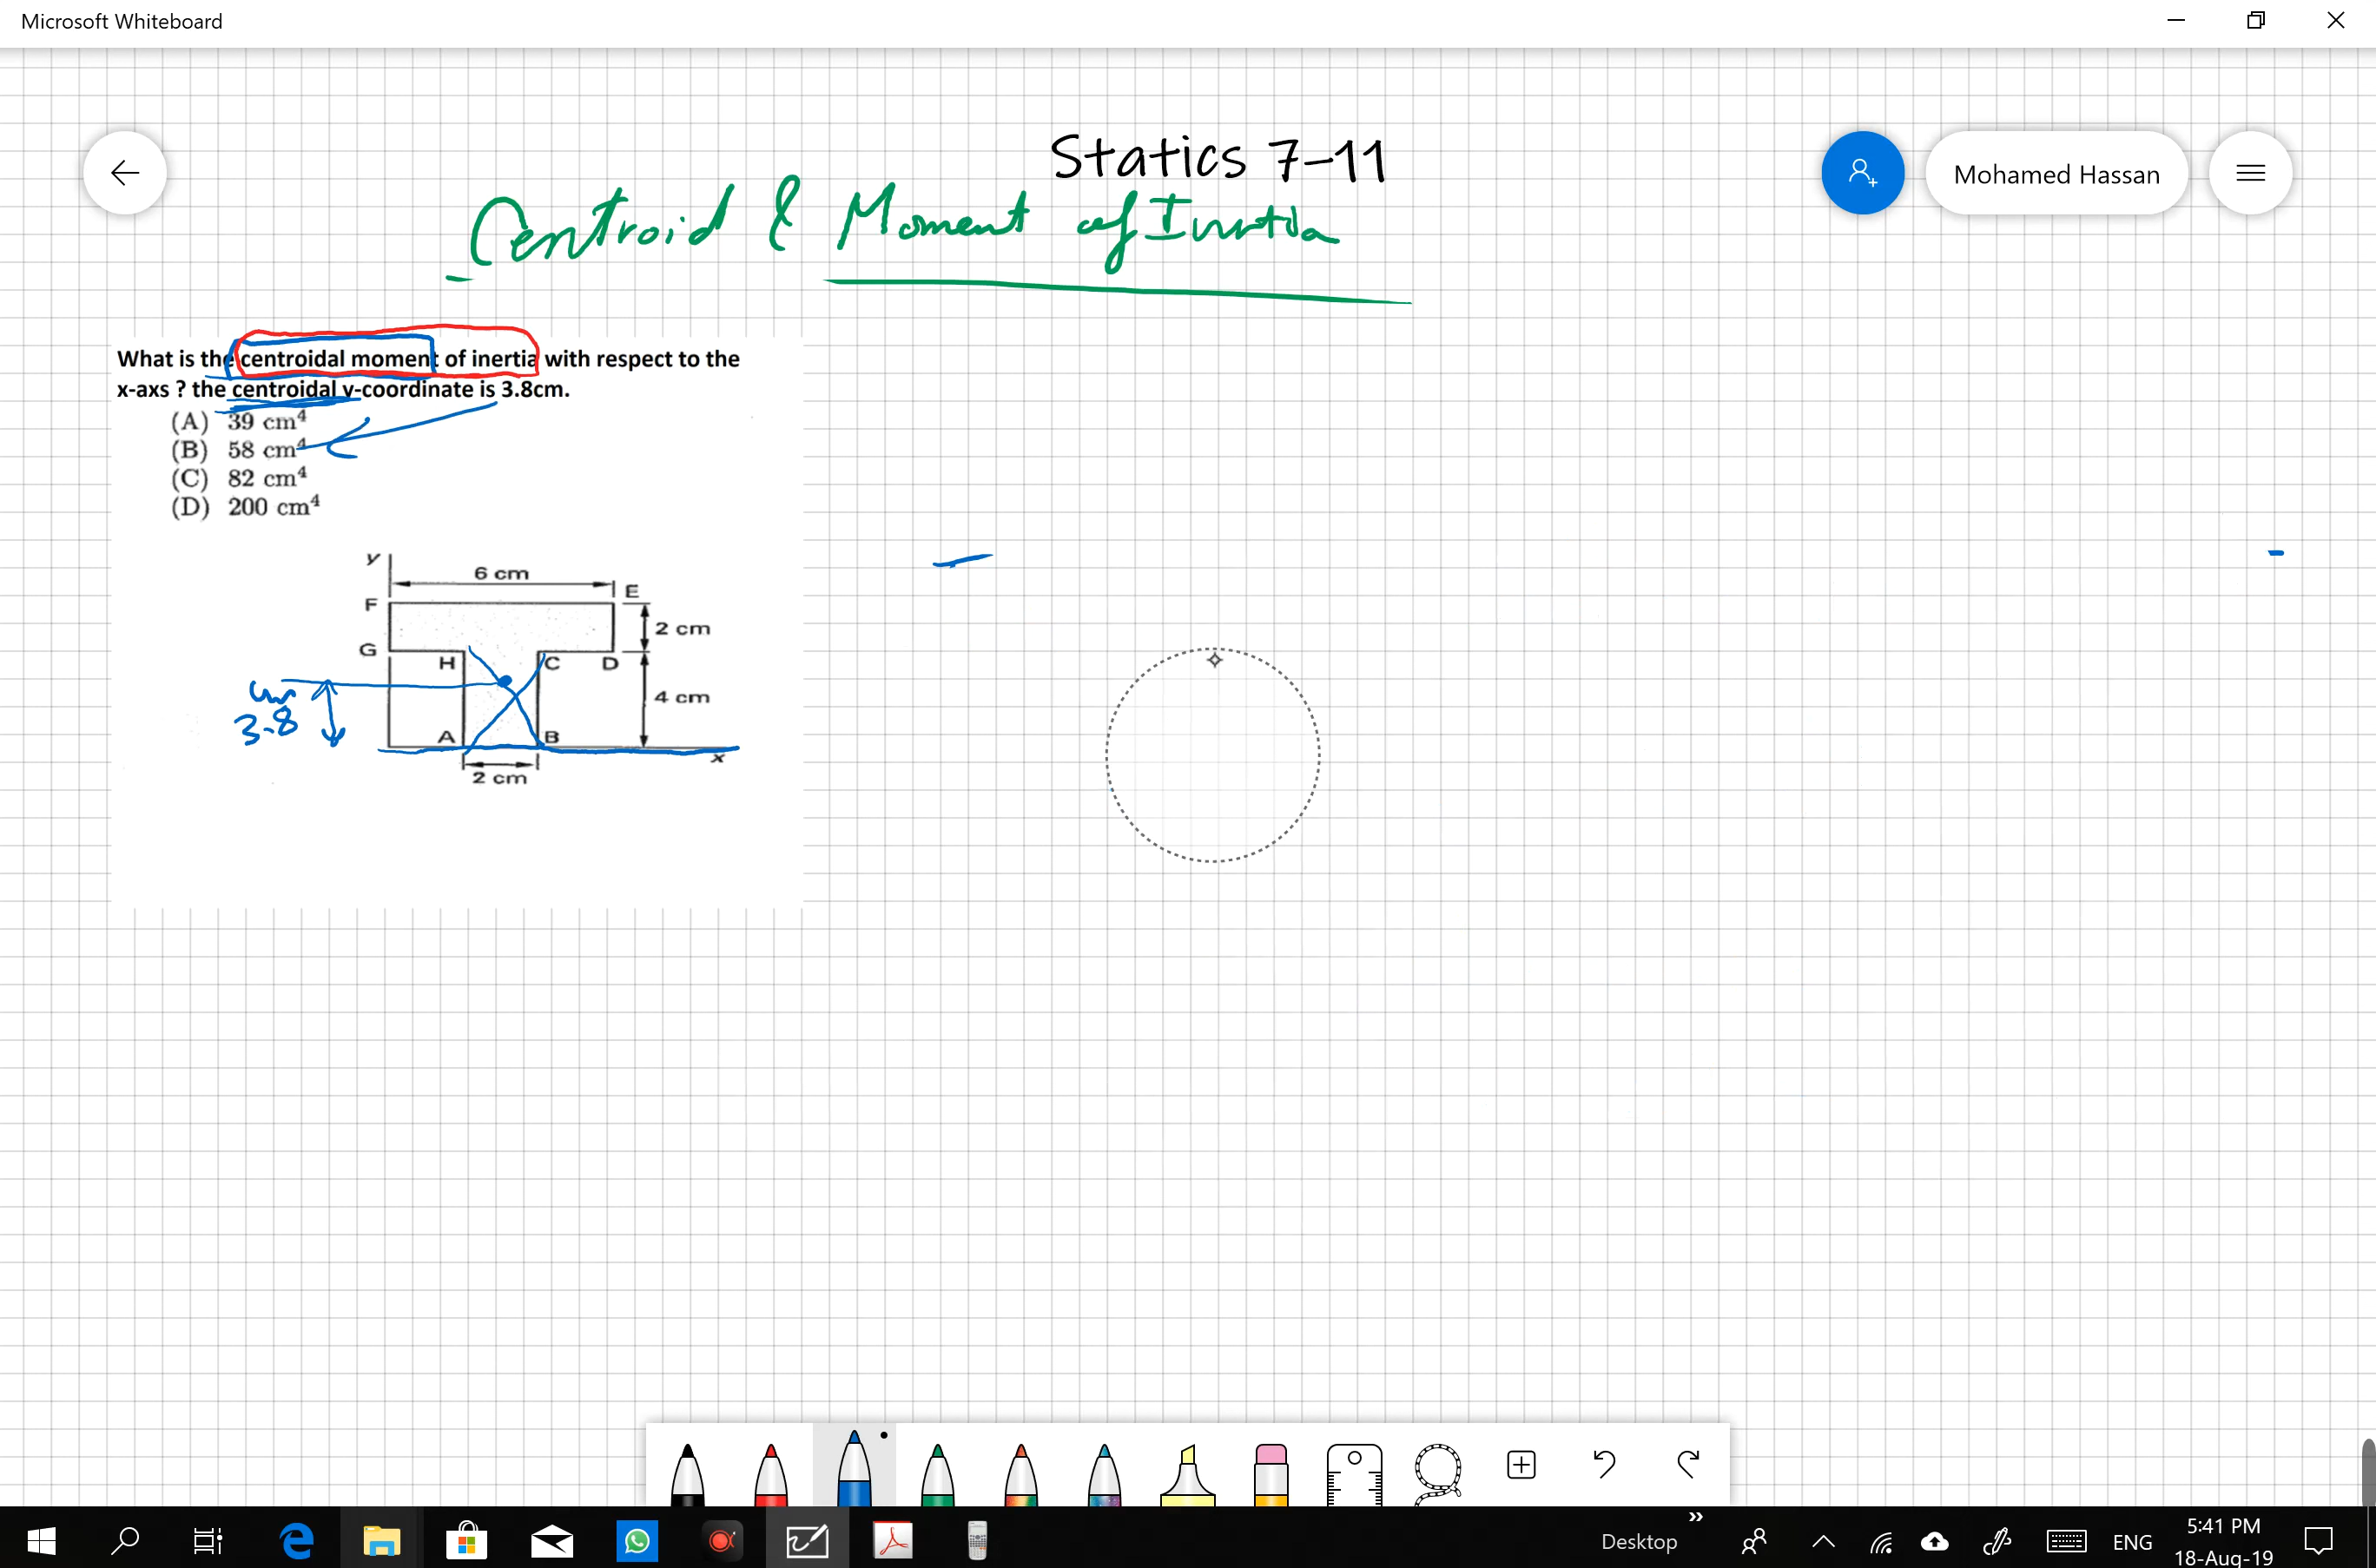 Microsoft Whiteboard
Statics 7-11
Mohamed Hassan
Centroid & Moment of Inertia
What is the centroidal moment of inertia with respect to the
x-axs ? the centroidal y-coordinate is 3.8cm.
(A) 39 cm⁴
(B) 58 cm⁴
(C) 82 cm⁴
(D) 200 cm⁴
y
6 cm
E
F
2 cm
G
H
C
D
4 cm
3.8
A
B
x
2 cm
Desktop
»
ENG
5:41 PM
18-Aug-19